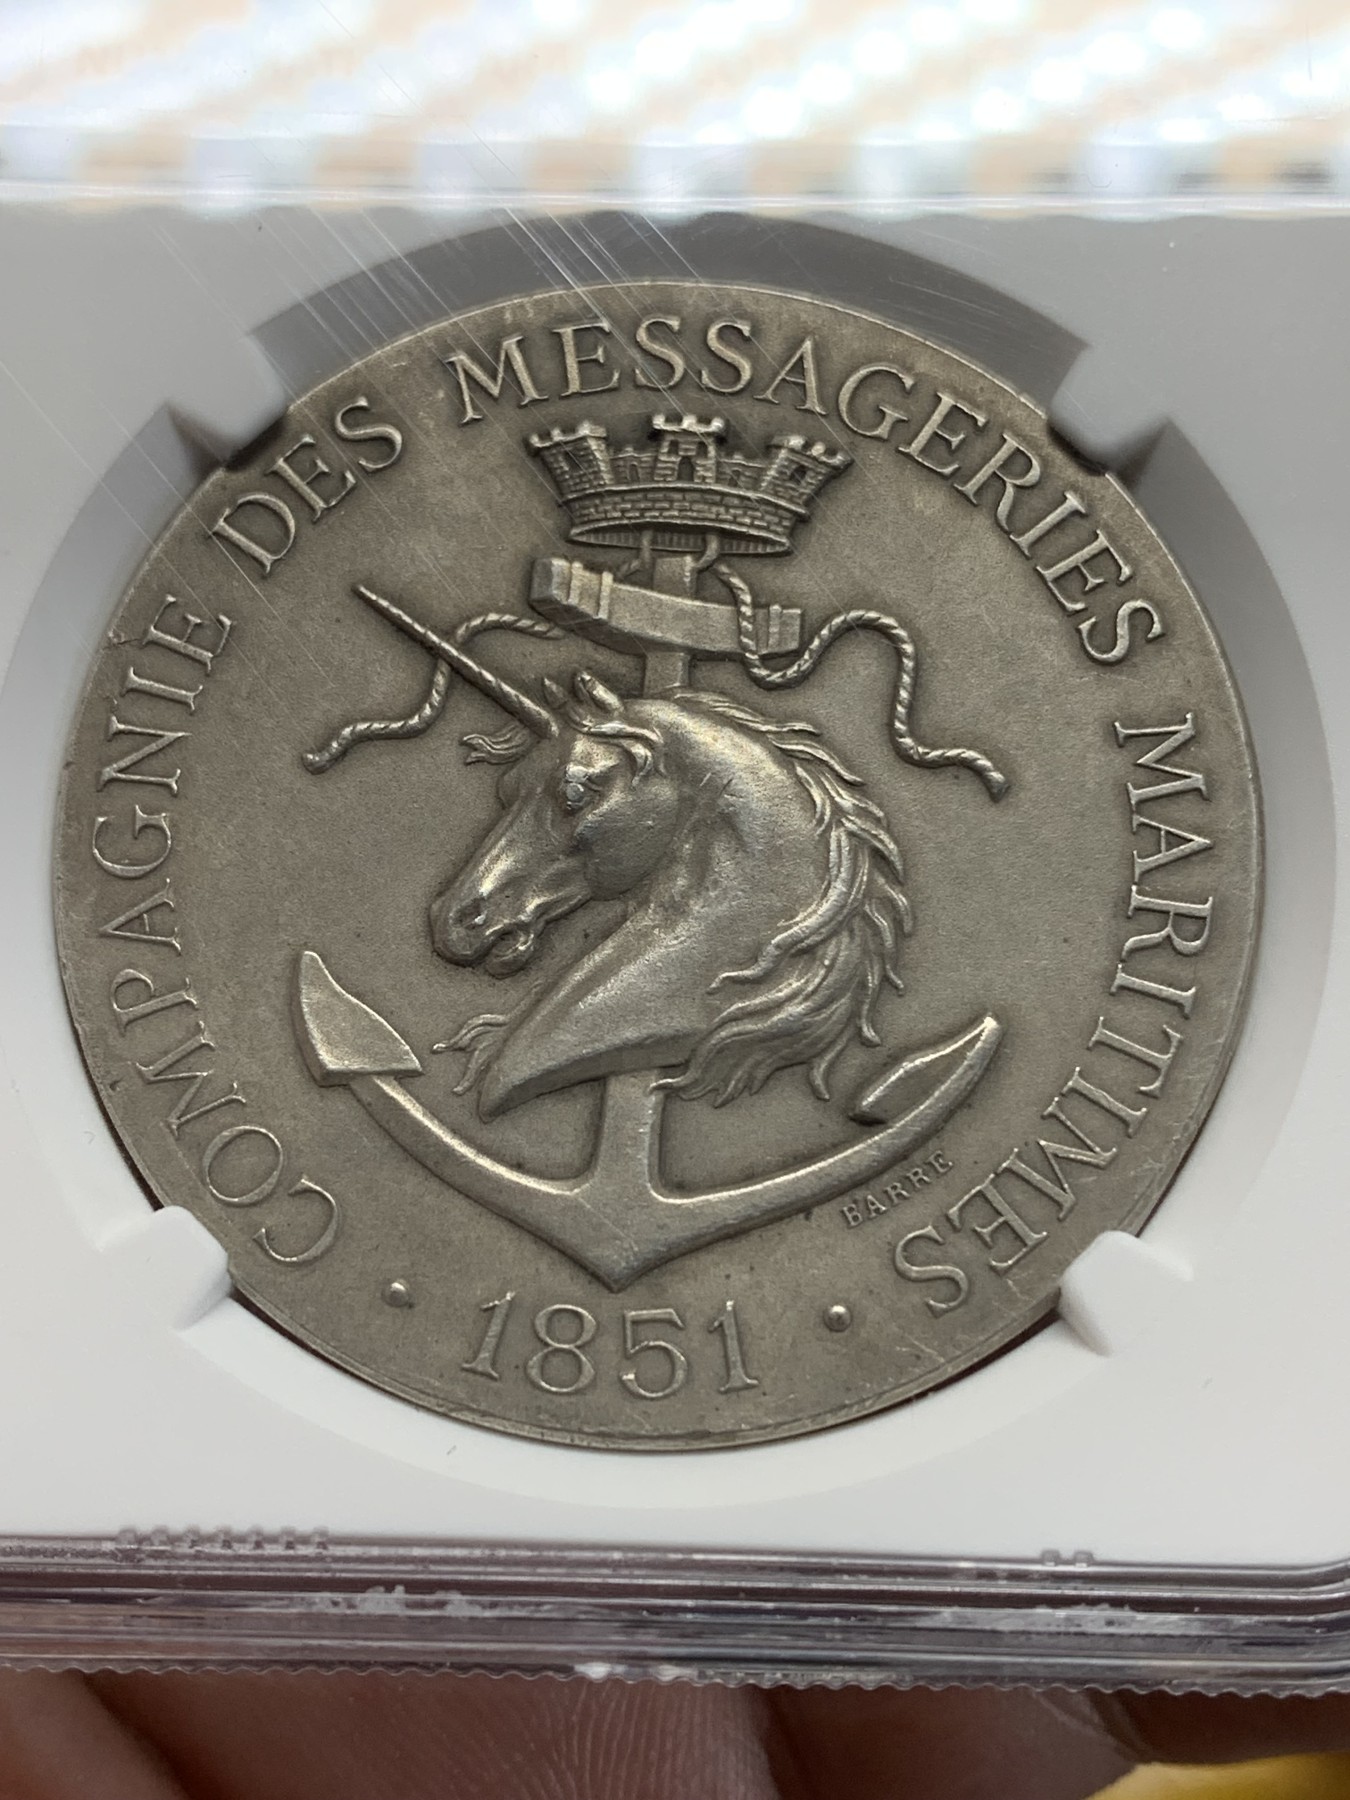 COMPAGNIE DES MESSAGERIES MARITIMES
BARRE
· 1851 ·